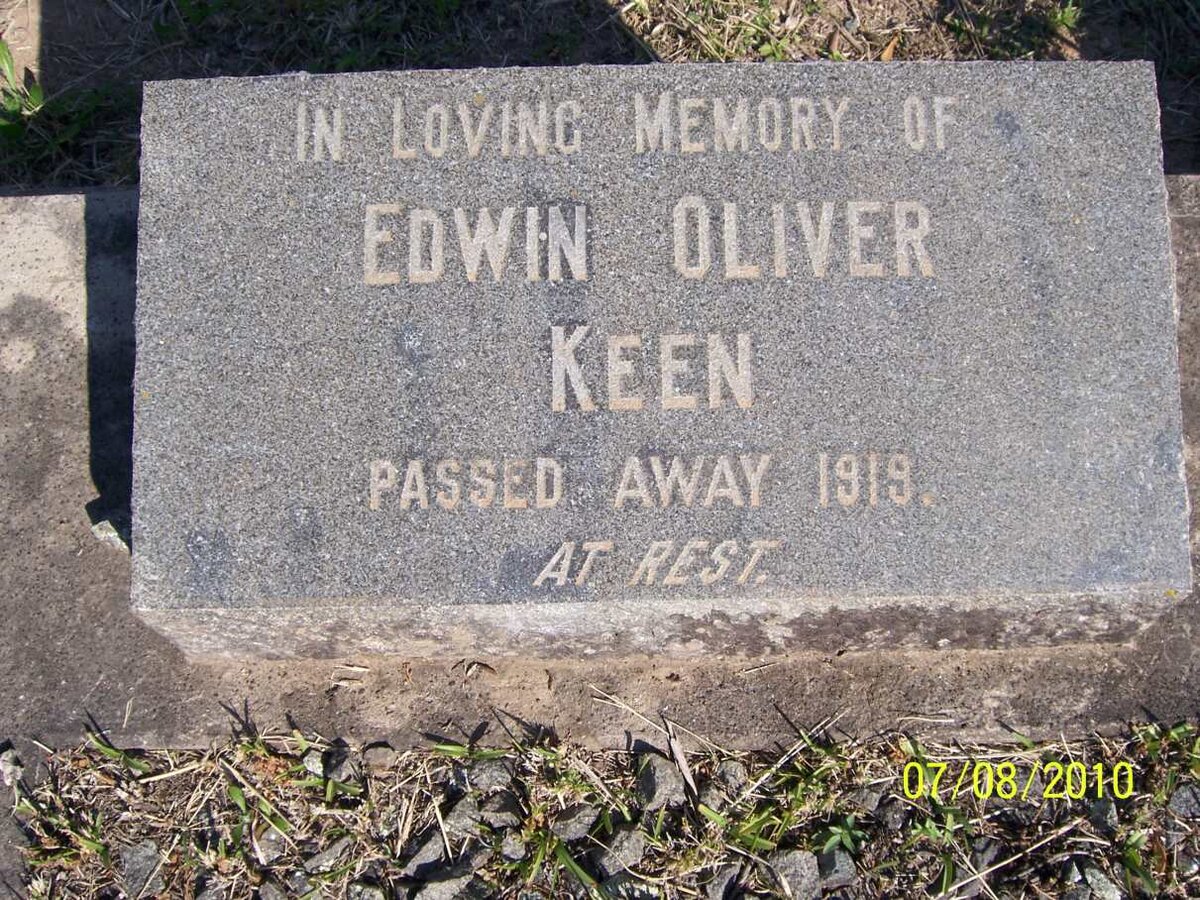 IN LOVING MEMORY OF
EDWIN OLIVER
KEEN
PASSED AWAY 1919.
AT REST.
07/08/2010